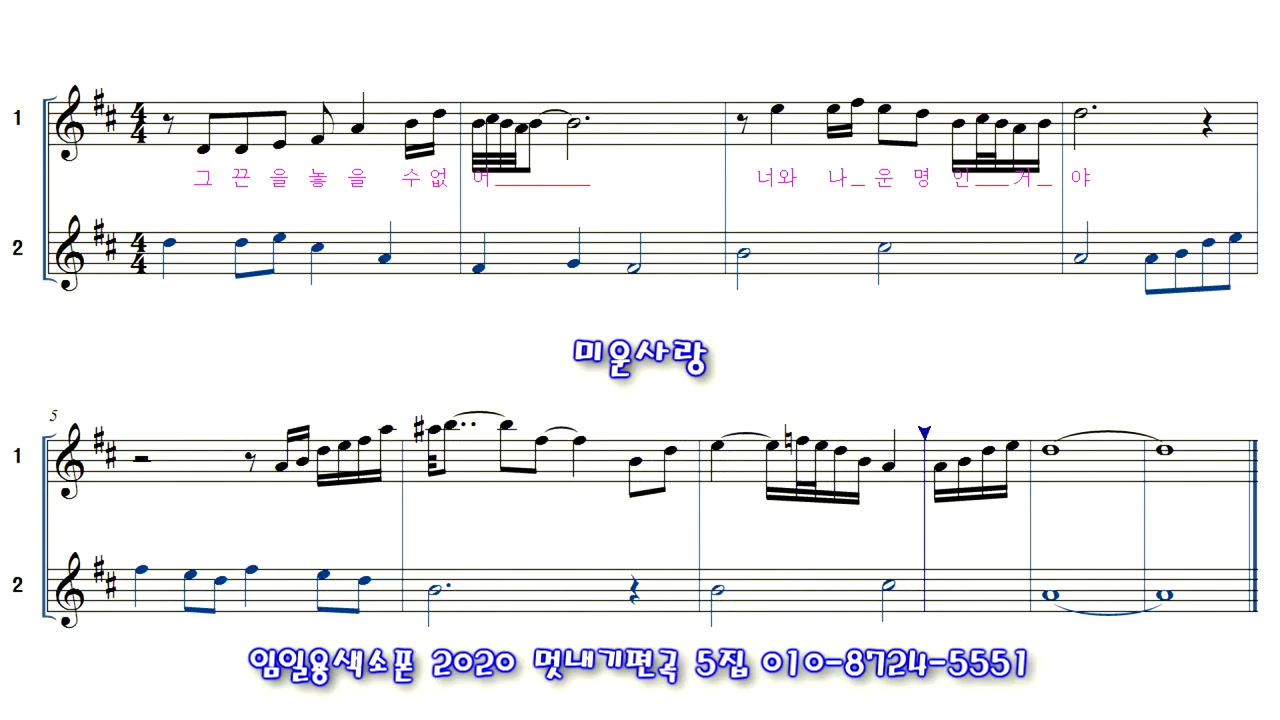 1
그 끈 을 놓 을 수 없 어 너와 나 운 명 인 거 야
2
미운사랑
5
1
2
임일용색소폰 2020 멋내기편곡 5집 010-8724-5551